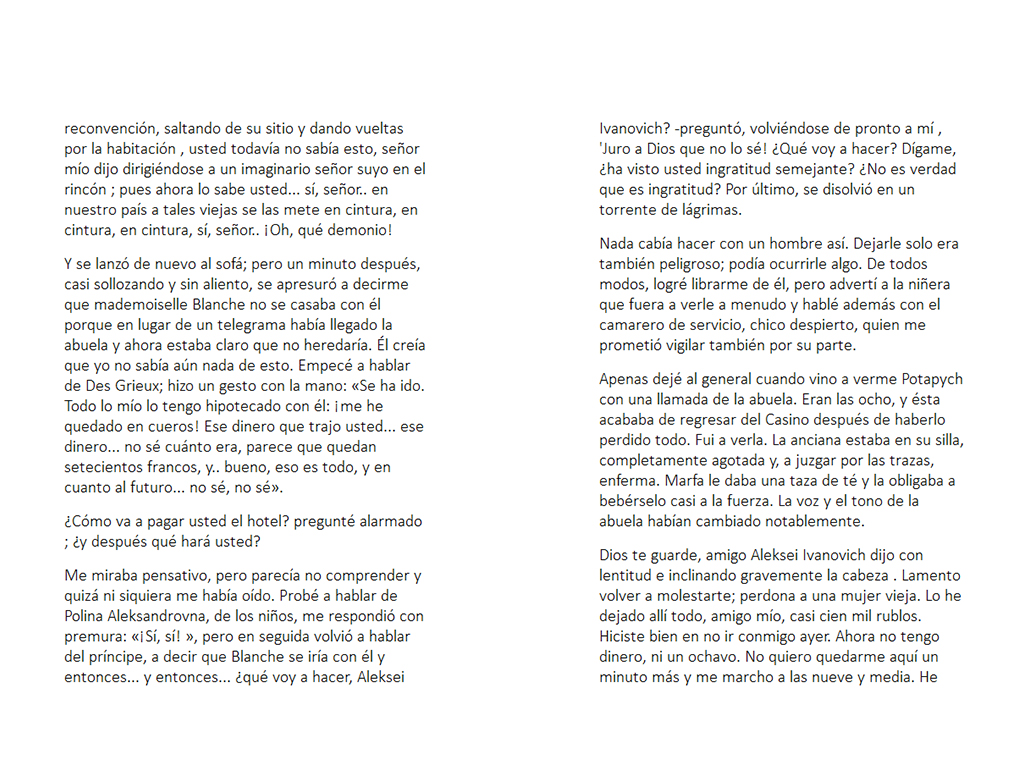 reconvención, saltando de su sitio y dando vueltas
por la habitación , usted todavía no sabía esto, señor
mío dijo dirigiéndose a un imaginario señor suyo en el
rincón ; pues ahora lo sabe usted... sí, señor.. en
nuestro país a tales viejas se las mete en cintura, en
cintura, en cintura, sí, señor.. ¡Oh, qué demonio!
Y se lanzó de nuevo al sofá; pero un minuto después,
casi sollozando y sin aliento, se apresuró a decirme
que mademoiselle Blanche no se casaba con él
porque en lugar de un telegrama había llegado la
abuela y ahora estaba claro que no heredaría. Él creía
que yo no sabía aún nada de esto. Empecé a hablar
de Des Grieux; hizo un gesto con la mano: «Se ha ido.
Todo lo mío lo tengo hipotecado con él: ¡me he
quedado en cueros! Ese dinero que trajo usted... ese
dinero... no sé cuánto era, parece que quedan
setecientos francos, y.. bueno, eso es todo, y en
cuanto al futuro... no sé, no sé».
¿Cómo va a pagar usted el hotel? pregunté alarmado
; ¿y después qué hará usted?
Me miraba pensativo, pero parecía no comprender y
quizá ni siquiera me había oído. Probé a hablar de
Polina Aleksandrovna, de los niños, me respondió con
premura: «¡Sí, sí! », pero en seguida volvió a hablar
del príncipe, a decir que Blanche se iría con él y
entonces... y entonces... ¿qué voy a hacer, Aleksei
Ivanovich? -preguntó, volviéndose de pronto a mí ,
'Juro a Dios que no lo sé! ¿Qué voy a hacer? Dígame,
¿ha visto usted ingratitud semejante? ¿No es verdad
que es ingratitud? Por último, se disolvió en un
torrente de lágrimas.
Nada cabía hacer con un hombre así. Dejarle solo era
también peligroso; podía ocurrirle algo. De todos
modos, logré librarme de él, pero advertí a la niñera
que fuera a verle a menudo y hablé además con el
camarero de servicio, chico despierto, quien me
prometió vigilar también por su parte.
Apenas dejé al general cuando vino a verme Potapych
con una llamada de la abuela. Eran las ocho, y ésta
acababa de regresar del Casino después de haberlo
perdido todo. Fui a verla. La anciana estaba en su silla,
completamente agotada y, a juzgar por las trazas,
enferma. Marfa le daba una taza de té y la obligaba a
bebérselo casi a la fuerza. La voz y el tono de la
abuela habían cambiado notablemente.
Dios te guarde, amigo Aleksei Ivanovich dijo con
lentitud e inclinando gravemente la cabeza . Lamento
volver a molestarte; perdona a una mujer vieja. Lo he
dejado allí todo, amigo mío, casi cien mil rublos.
Hiciste bien en no ir conmigo ayer. Ahora no tengo
dinero, ni un ochavo. No quiero quedarme aquí un
minuto más y me marcho a las nueve y media. He